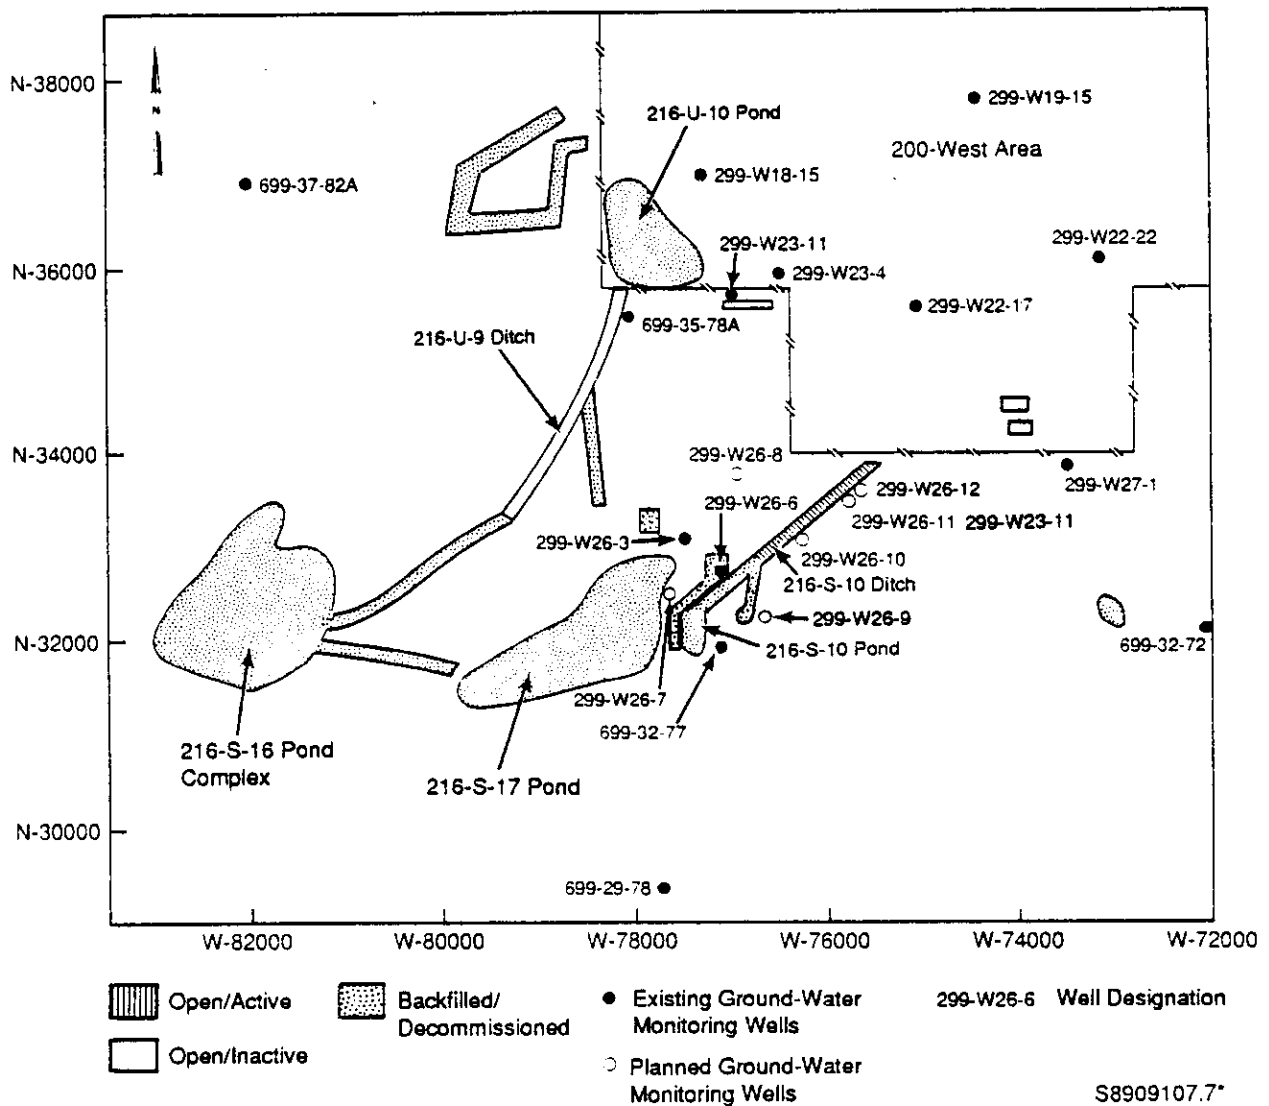 N-38000
N
216-U-10 Pond
299-W19-15
200-West Area
699-37-82A
299-W18-15
299-W23-11
299-W22-22
N-36000
299-W23-4
299-W22-17
699-35-78A
216-U-9 Ditch
N-34000
299-W26-8
299-W26-12
299-W27-1
299-W26-6
299-W26-11 299-W23-11
299-W26-3
299-W26-10
216-S-10 Ditch
299-W26-9
N-32000
216-S-10 Pond
699-32-72
299-W26-7
699-32-77
216-S-16 Pond
Complex
216-S-17 Pond
N-30000
699-29-78
W-82000 W-80000 W-78000 W-76000 W-74000 W-72000
Open/Active
Backfilled/
Decommissioned
Existing Ground-Water
Monitoring Wells
299-W26-6 Well Designation
Open/Inactive
Planned Ground-Water
Monitoring Wells
S8909107.7*